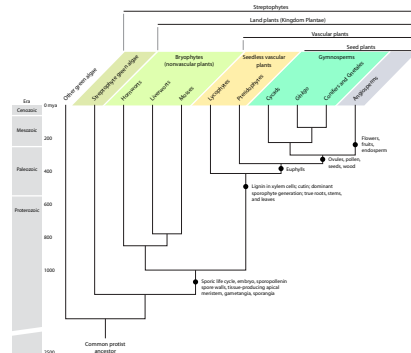 Streptophytes
Land plants (Kingdom Plantae)
Vascular plants
Seed plants
Bryophytes
(nonvascular plants)
Seedless vascular
plants
Gymnosperms
Other green algae
Streptophyte green algae
Hornworts
Liverworts
Mosses
Lycophytes
Cycads
Ginkgo
Conifers and Gnetales
Angiosperms
Era
0 mya
Cenozoic
Mesozoic
200
Paleozoic
400
600
Proterozoic
800
1000
1200
2500
Flowers,
fruits,
endosperm
Ovules, pollen,
seeds, wood
Euphylls
Lignin in xylem cells; cutin; dominant
sporophyte generation; true roots, stems,
and leaves
Sporic life cycle, embryo, sporopollenin
spore walls, tissue-producing apical
meristem, gametangia, sporangia
Common protist
ancestor